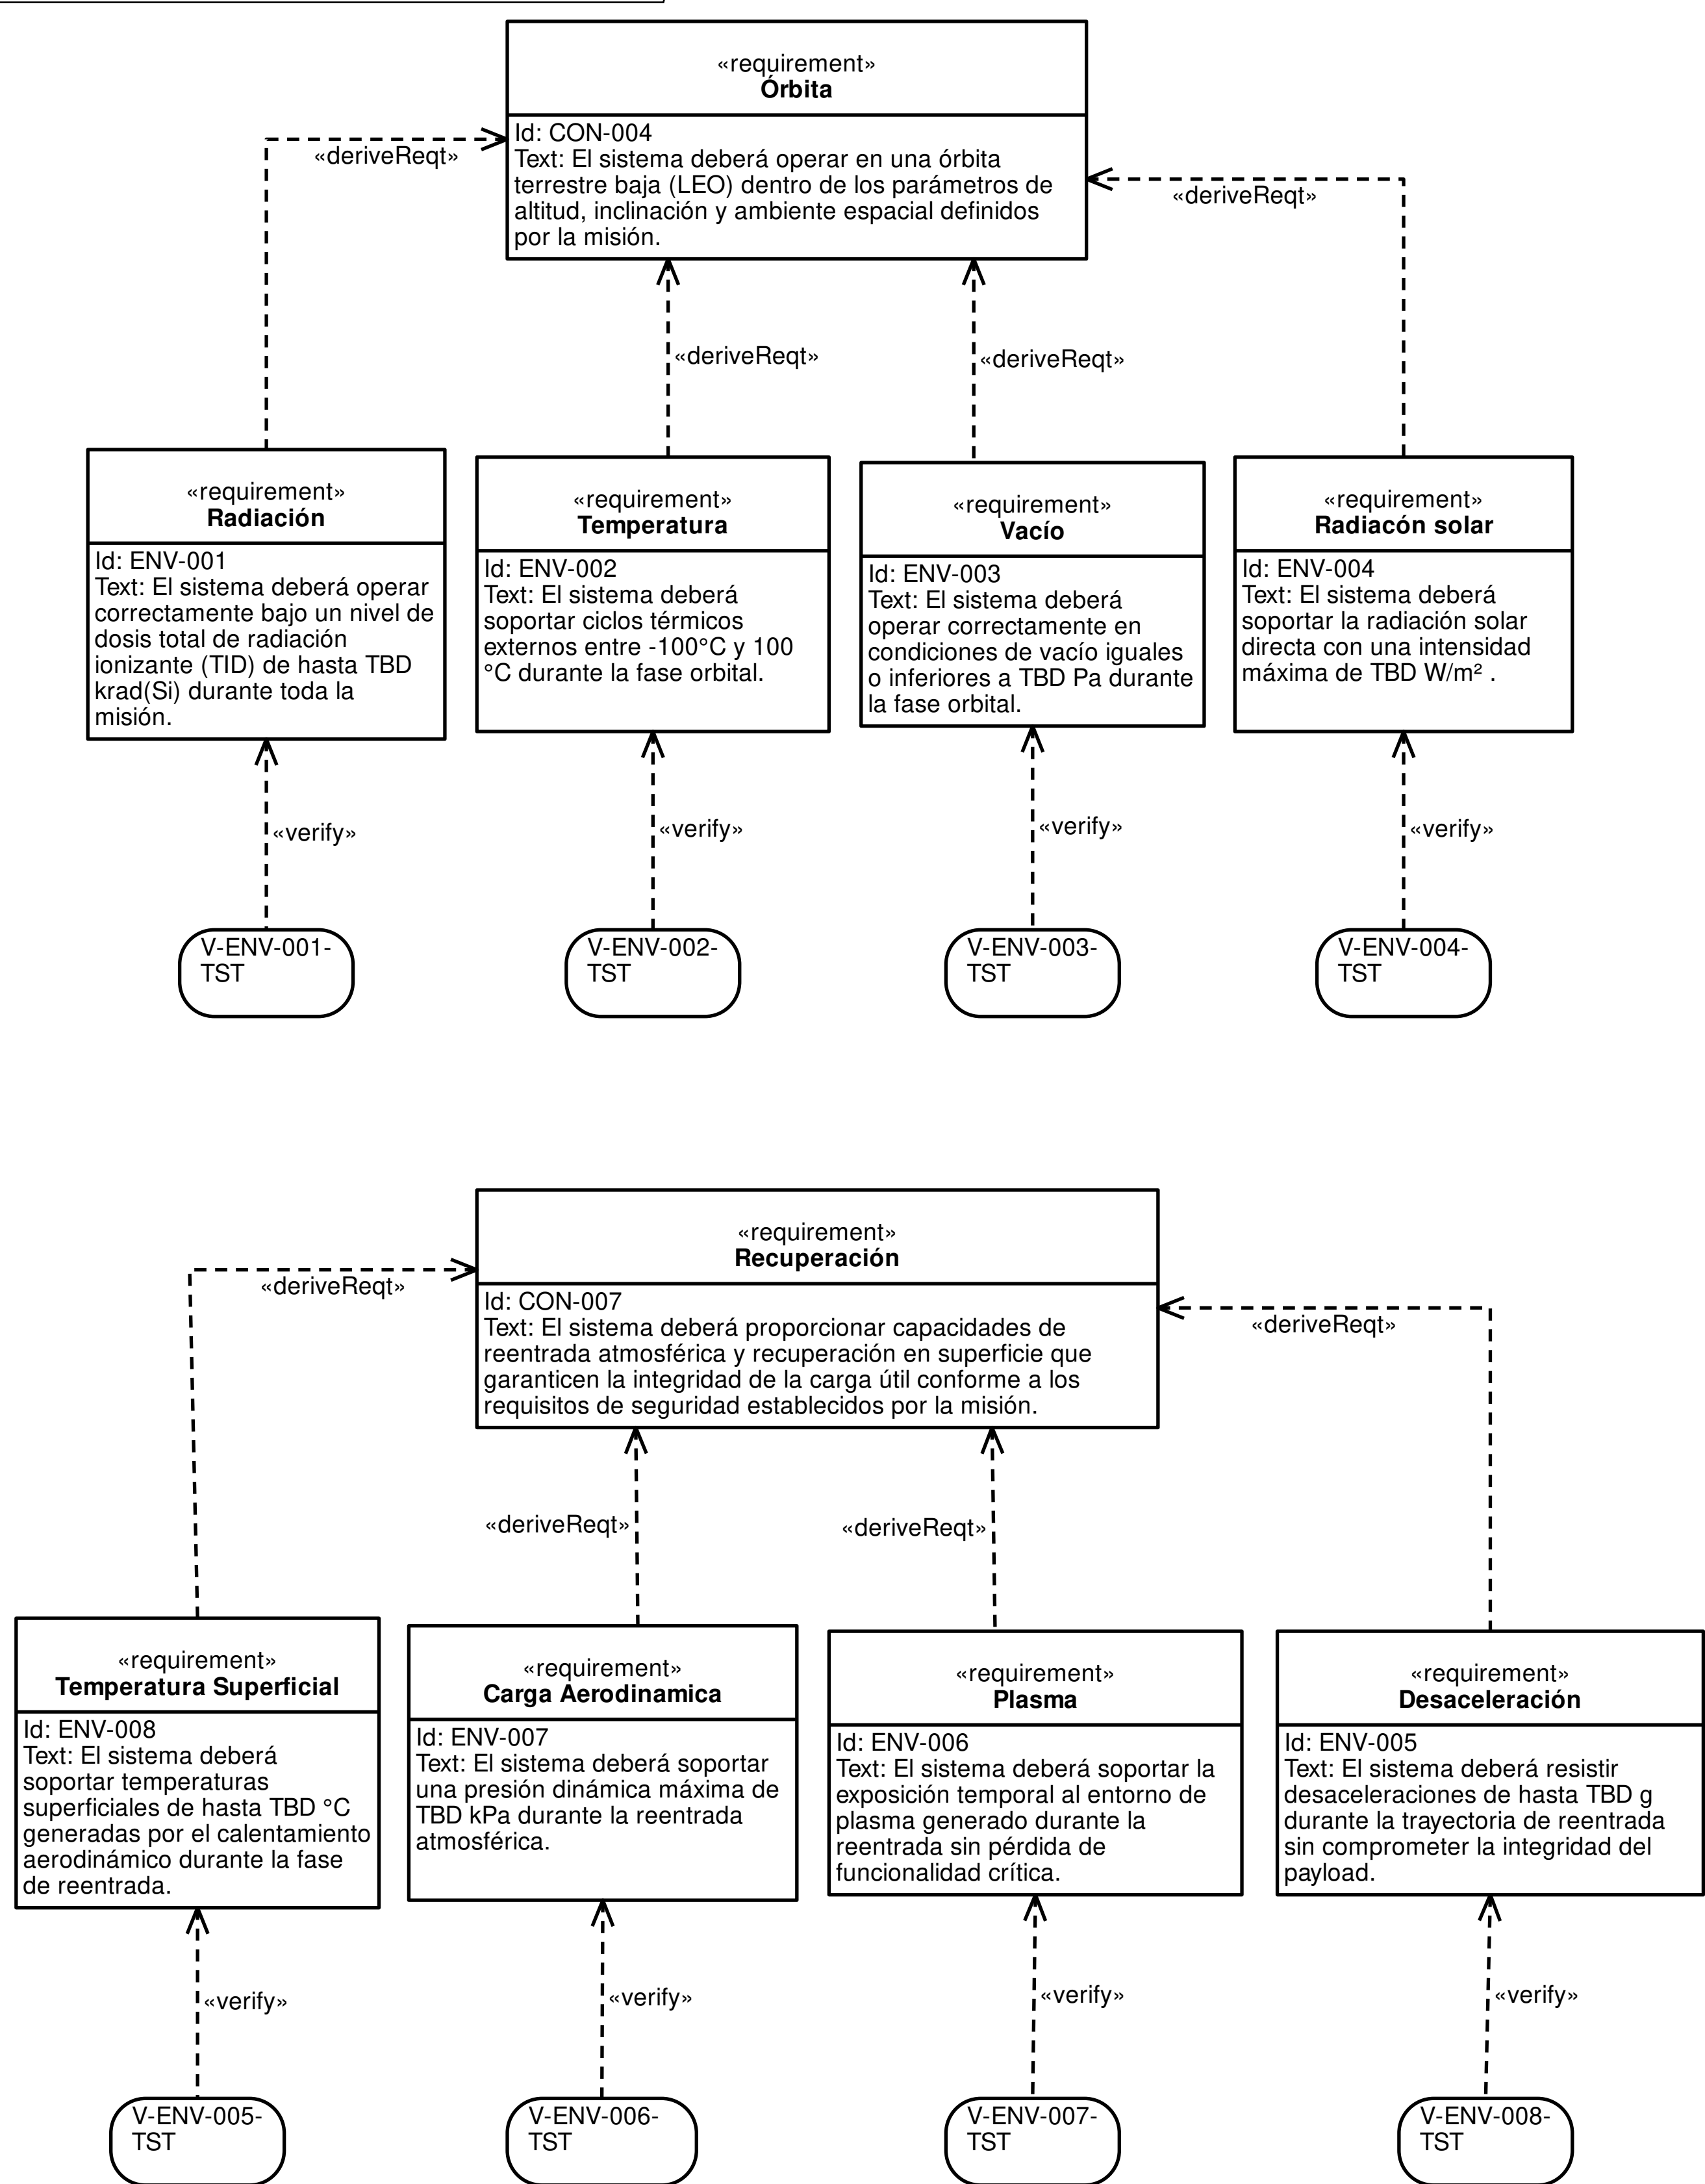 «requirement»
Órbita
Id: CON-004
Text: El sistema deberá operar en una órbita
terrestre baja (LEO) dentro de los parámetros de
altitud, inclinación y ambiente espacial definidos
por la misión.
«deriveReqt»
«deriveReqt»
«deriveReqt»
«deriveReqt»
«requirement»
Radiación
Id: ENV-001
Text: El sistema deberá operar
correctamente bajo un nivel de
dosis total de radiación
ionizante (TID) de hasta TBD
krad(Si) durante toda la
misión.
«requirement»
Temperatura
Id: ENV-002
Text: El sistema deberá
soportar ciclos térmicos
externos entre -100°C y 100
°C durante la fase orbital.
«requirement»
Vacío
Id: ENV-003
Text: El sistema deberá
operar correctamente en
condiciones de vacío iguales
o inferiores a TBD Pa durante
la fase orbital.
«requirement»
Radiacón solar
Id: ENV-004
Text: El sistema deberá
soportar la radiación solar
directa con una intensidad
máxima de TBD W/m² .
«verify»
«verify»
«verify»
«verify»
V-ENV-001-
TST
V-ENV-002-
TST
V-ENV-003-
TST
V-ENV-004-
TST
«requirement»
Recuperación
Id: CON-007
Text: El sistema deberá proporcionar capacidades de
reentrada atmosférica y recuperación en superficie que
garanticen la integridad de la carga útil conforme a los
requisitos de seguridad establecidos por la misión.
«deriveReqt»
«deriveReqt»
«deriveReqt»
«deriveReqt»
«requirement»
Temperatura Superficial
Id: ENV-008
Text: El sistema deberá
soportar temperaturas
superficiales de hasta TBD °C
generadas por el calentamiento
aerodinámico durante la fase
de reentrada.
«requirement»
Carga Aerodinamica
Id: ENV-007
Text: El sistema deberá soportar
una presión dinámica máxima de
TBD kPa durante la reentrada
atmosférica.
«requirement»
Plasma
Id: ENV-006
Text: El sistema deberá soportar la
exposición temporal al entorno de
plasma generado durante la
reentrada sin pérdida de
funcionalidad crítica.
«requirement»
Desaceleración
Id: ENV-005
Text: El sistema deberá resistir
desaceleraciones de hasta TBD g
durante la trayectoria de reentrada
sin comprometer la integridad del
payload.
«verify»
«verify»
«verify»
«verify»
V-ENV-005-
TST
V-ENV-006-
TST
V-ENV-007-
TST
V-ENV-008-
TST